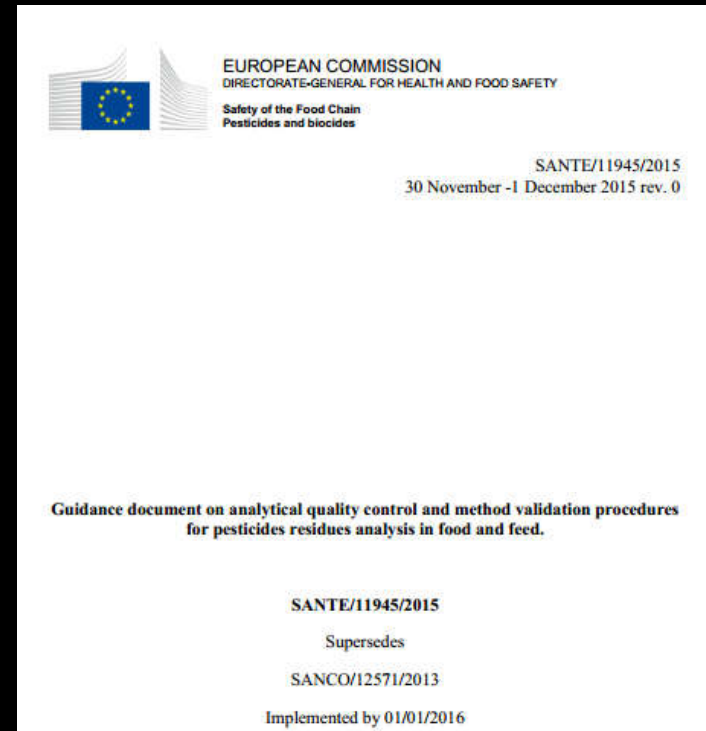 EUROPEAN COMMISSION
DIRECTORATE-GENERAL FOR HEALTH AND FOOD SAFETY
Safety of the Food Chain
Pesticides and biocides
SANTE/11945/2015
30 November -1 December 2015 rev. 0
Guidance document on analytical quality control and method validation procedures
for pesticides residues analysis in food and feed.
SANTE/11945/2015
Supersedes
SANCO/12571/2013
Implemented by 01/01/2016